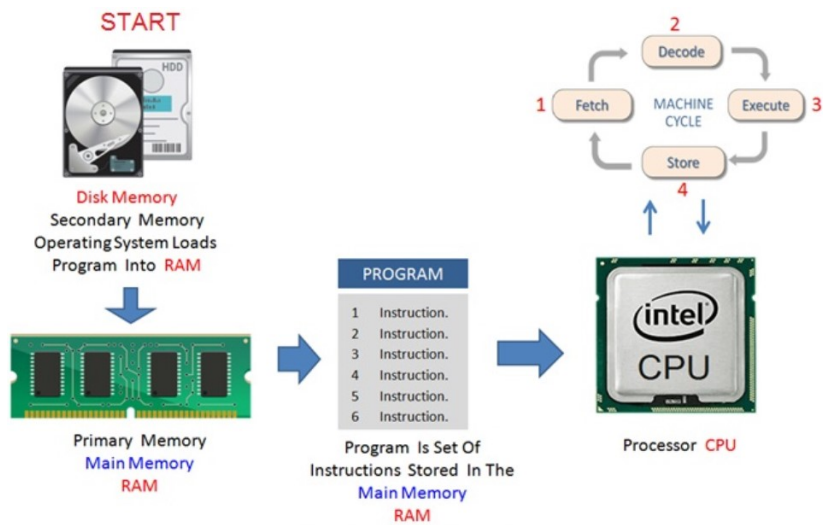 START
HDD
Disk Memory
Secondary Memory
Operating System Loads
Program Into RAM
Primary Memory
Main Memory
RAM
PROGRAM
1 Instruction.
2 Instruction.
3 Instruction.
4 Instruction.
5 Instruction.
6 Instruction.
Program Is Set Of
Instructions Stored In The
Main Memory
RAM
2
Decode
1 Fetch
MACHINE
CYCLE
Execute 3
Store
4
intel
CPU
Processor CPU